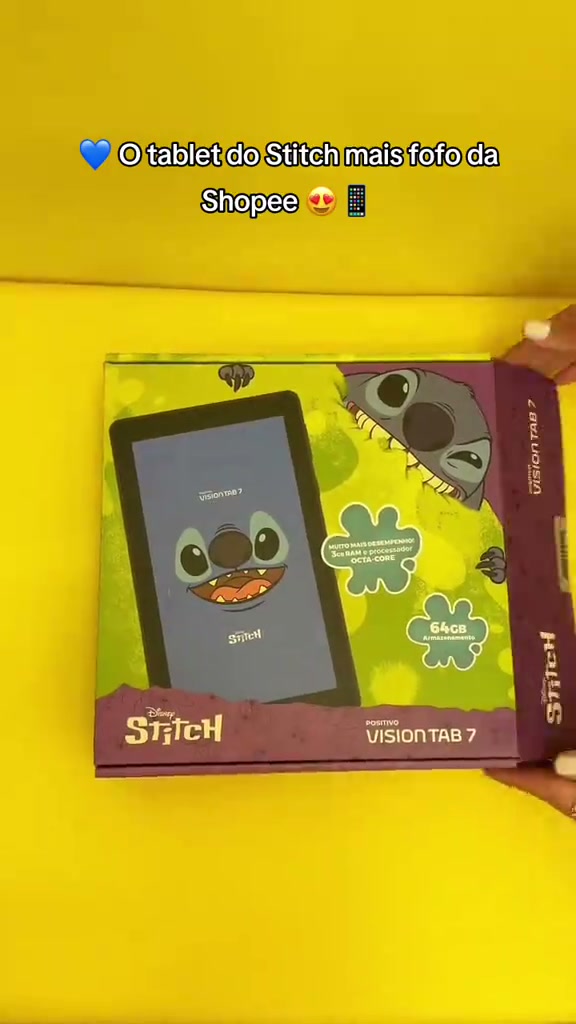 💙 O tablet do Stitch mais fofo da
Shopee 😍 📱
POSITIVO
VISION TAB 7
STiTCH
MUITO MAIS DESEMPENHO:
3GB RAM e processador
OCTA-CORE
64GB
Armazenamento
Disney
STiTCH
POSITIVO
VISION TAB 7
POSITIVO
VISION TAB 7
Disney
STiTCH